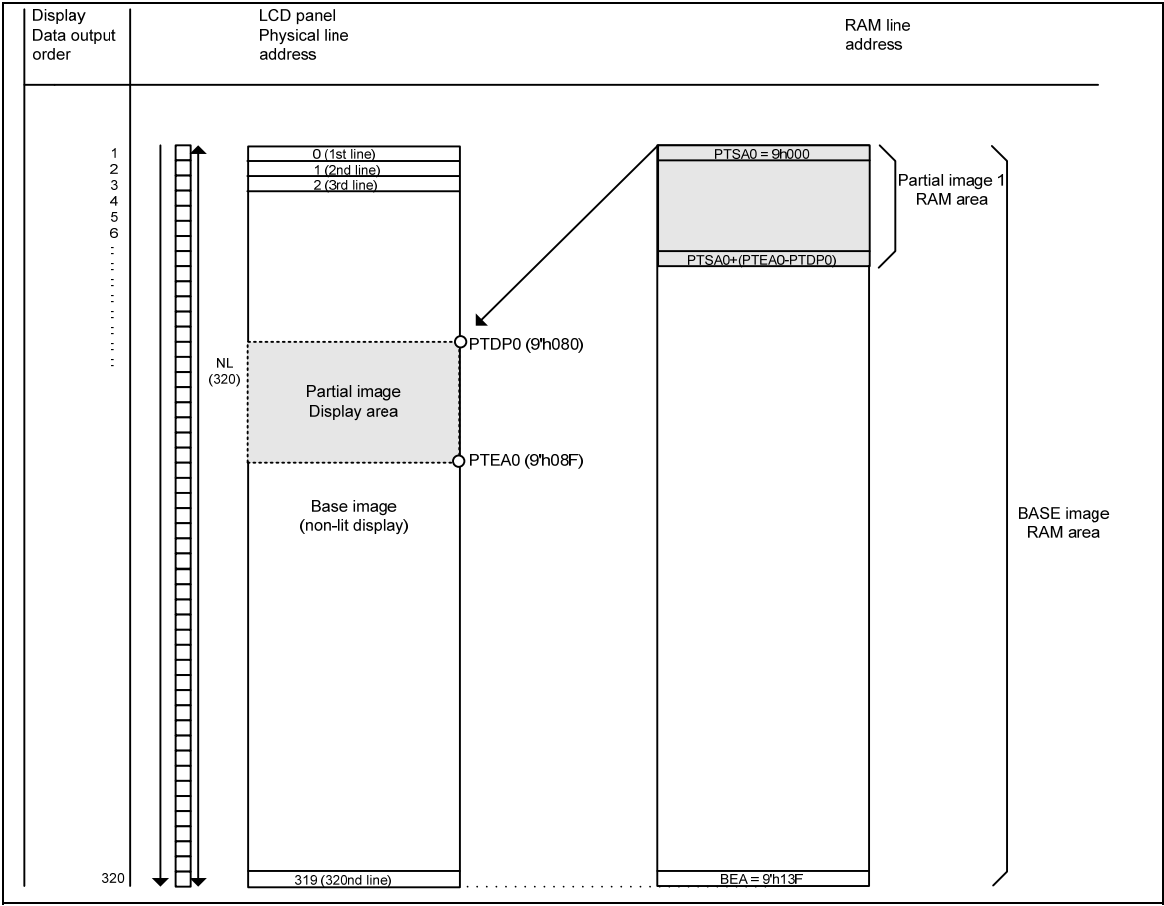 Display
Data output
order
LCD panel
Physical line
address
RAM line
address
1
2
3
4
5
6
0 (1st line)
1 (2nd line)
2 (3rd line)
PTSA0 = 9h000
Partial image 1
RAM area
PTSA0+(PTEA0-PTDP0)
PTDP0 (9'h080)
NL
(320)
Partial image
Display area
PTEA0 (9'h08F)
Base image
(non-lit display)
BASE image
RAM area
320
319 (320nd line)
BEA = 9'h13F